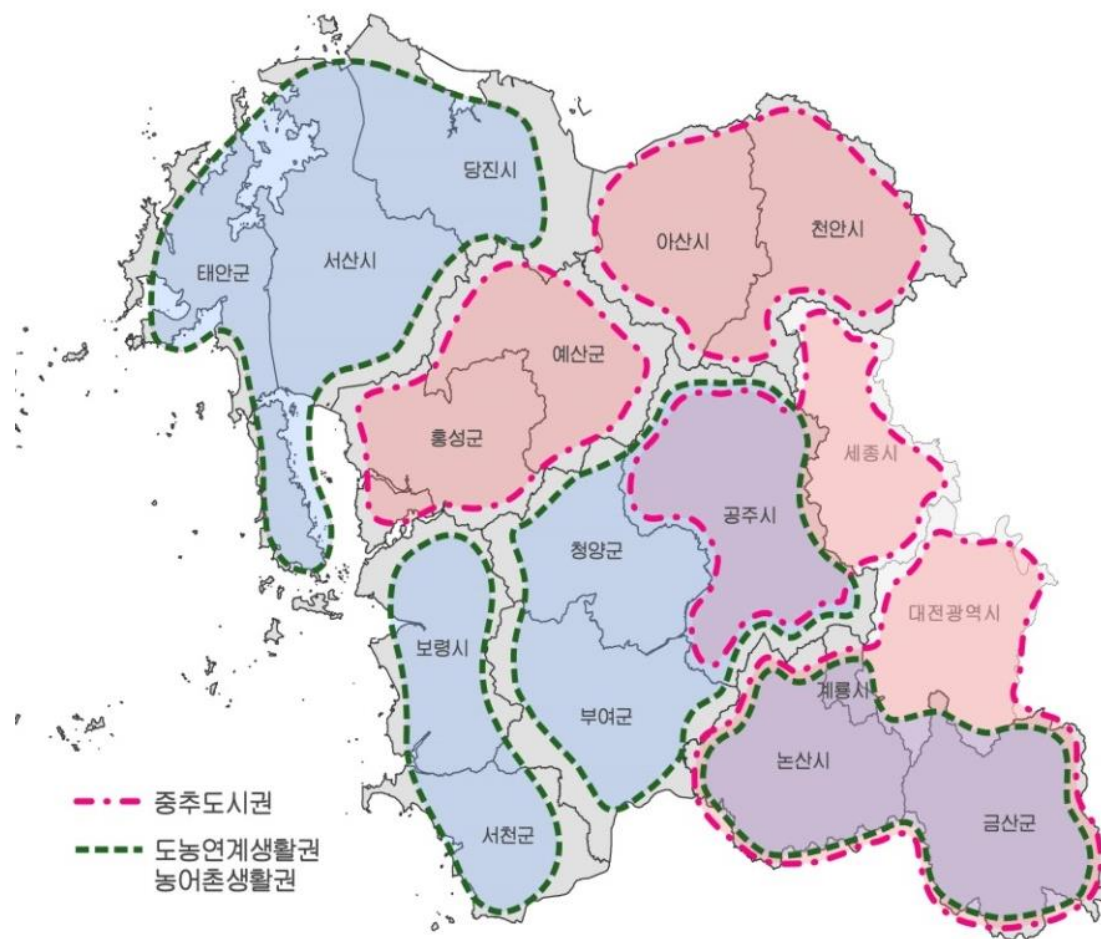 당진시
아산시
천안시
태안군
서산시
예산군
홍성군
세종시
공주시
청양군
대전광역시
보령시
계룡시
부여군
논산시
서천군
금산군
중추도시권
도농연계생활권
농어촌생활권